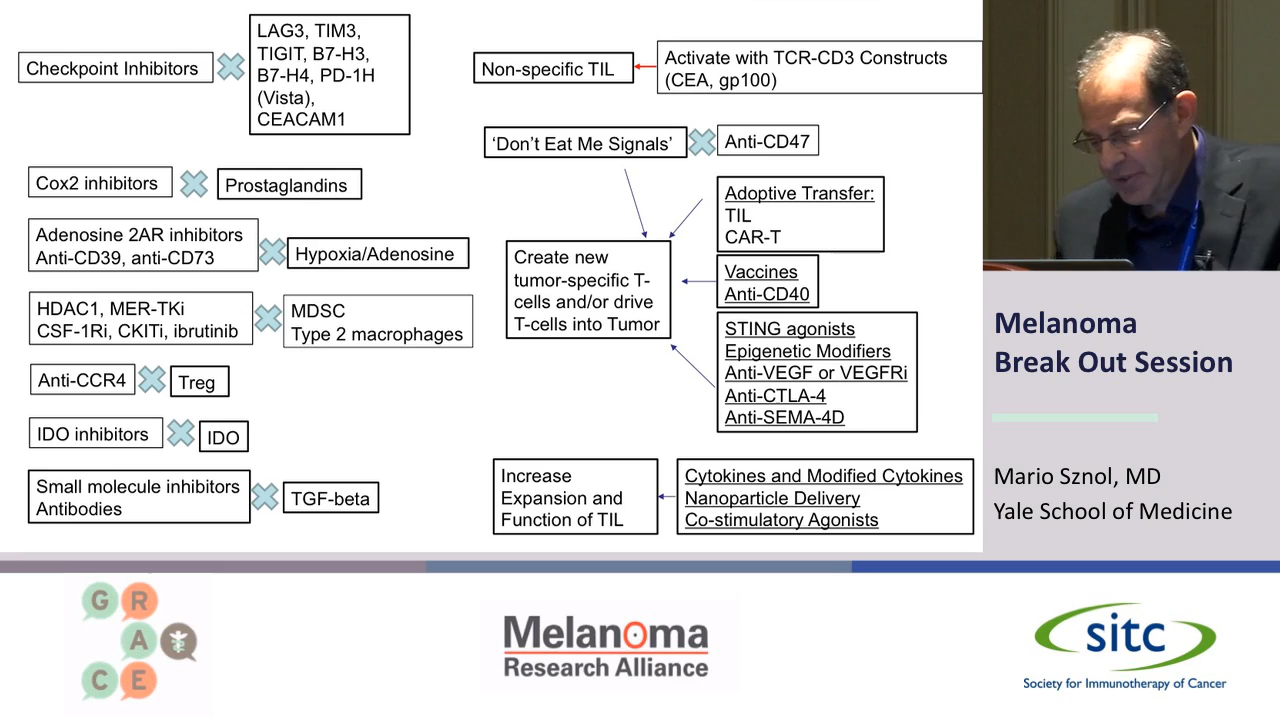 Checkpoint Inhibitors
LAG3, TIM3,
TIGIT, B7-H3,
B7-H4, PD-1H
(Vista),
CEACAM1
Cox2 inhibitors
Prostaglandins
Adenosine 2AR inhibitors
Anti-CD39, anti-CD73
Hypoxia/Adenosine
HDAC1, MER-TKi
CSF-1Ri, CKITi, ibrutinib
MDSC
Type 2 macrophages
Anti-CCR4
Treg
IDO inhibitors
IDO
Small molecule inhibitors
Antibodies
TGF-beta
Non-specific TIL
Activate with TCR-CD3 Constructs
(CEA, gp100)
‘Don’t Eat Me Signals’
Anti-CD47
Adoptive Transfer:
TIL
CAR-T
Create new
tumor-specific T-
cells and/or drive
T-cells into Tumor
Vaccines
Anti-CD40
STING agonists
Epigenetic Modifiers
Anti-VEGF or VEGFRi
Anti-CTLA-4
Anti-SEMA-4D
Increase
Expansion and
Function of TIL
Cytokines and Modified Cytokines
Nanoparticle Delivery
Co-stimulatory Agonists
Melanoma
Break Out Session
Mario Sznol, MD
Yale School of Medicine
GRACE
Melanoma
Research Alliance
sitc
Society for Immunotherapy of Cancer